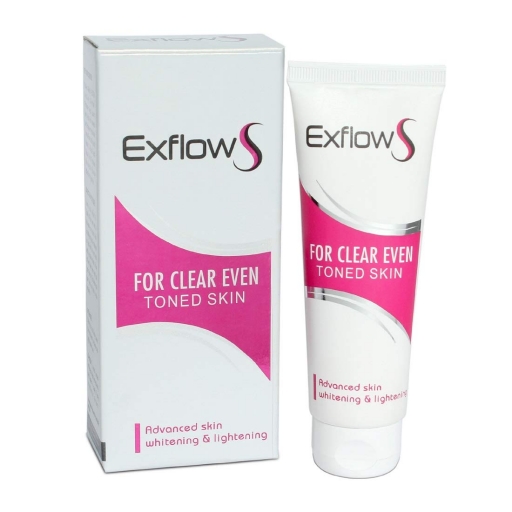 Exflow S
FOR CLEAR EVEN
TONED SKIN
Advanced skin
whitening & lightening
Exflow S
FOR CLEAR EVEN
TONED SKIN
Advanced skin
whitening & lightening